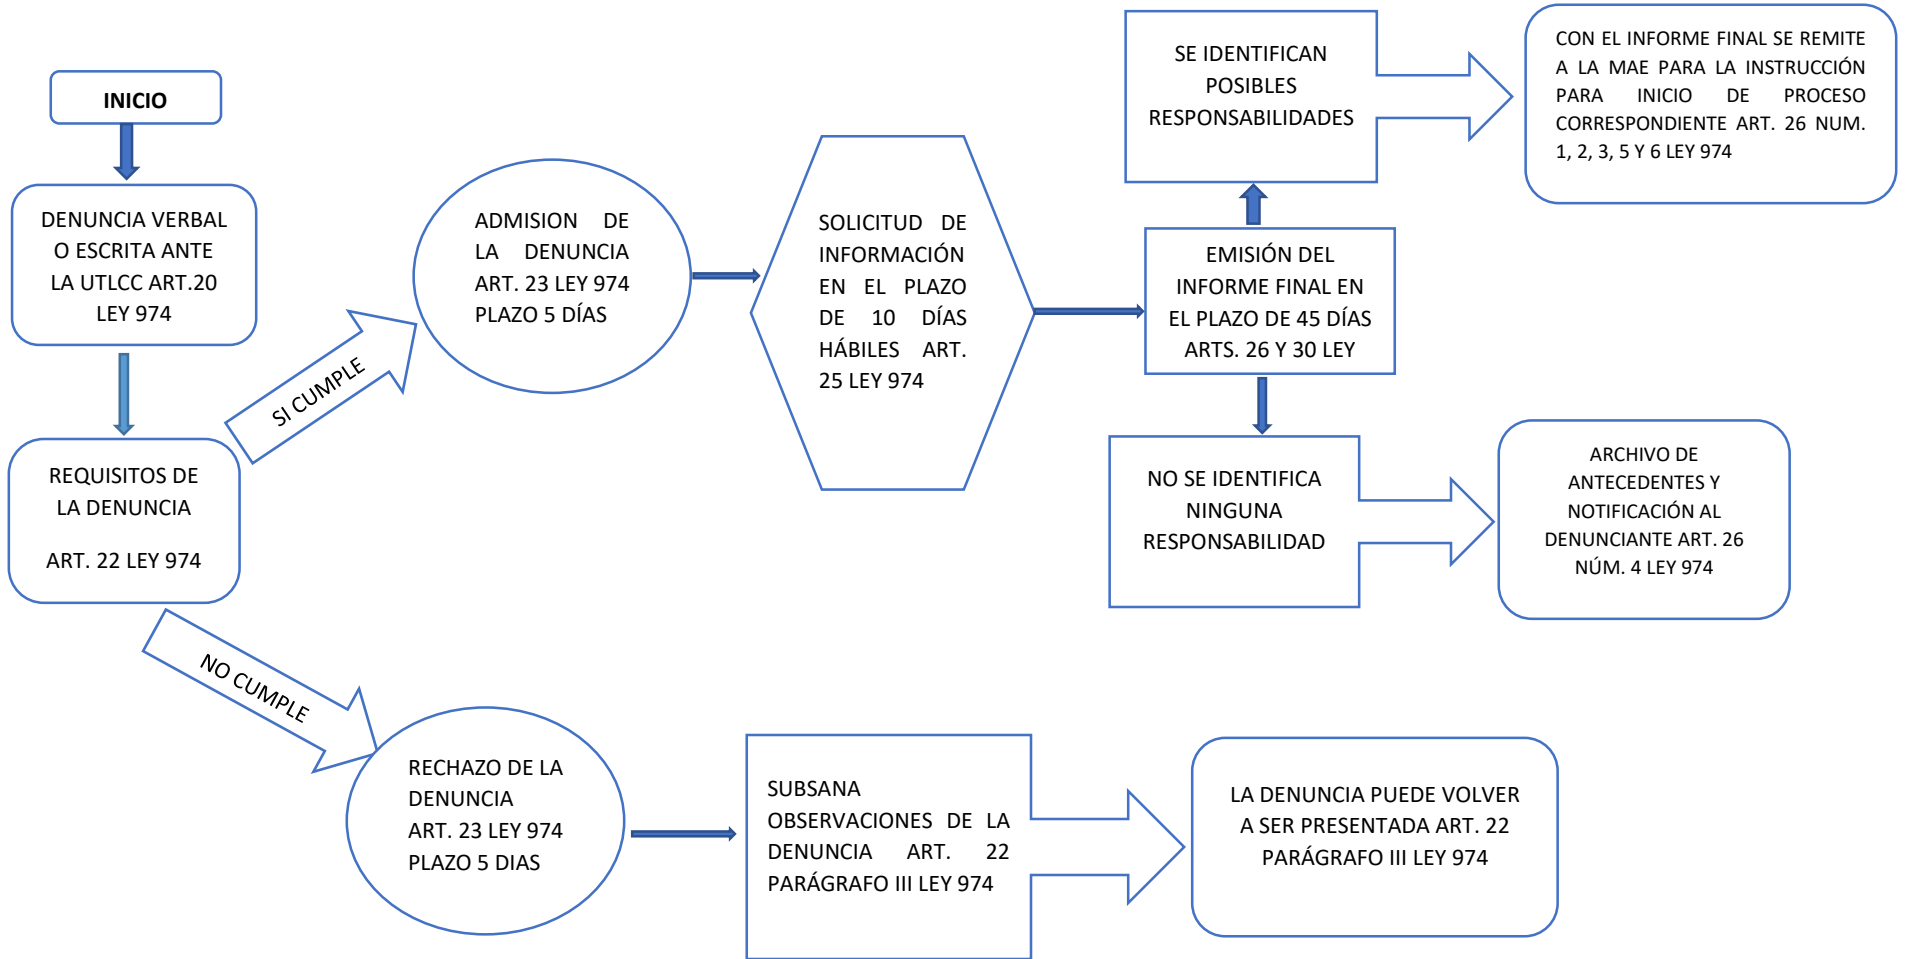 INICIO
DENUNCIA VERBAL
O ESCRITA ANTE
LA UTLCC ART.20
LEY 974
REQUISITOS DE
LA DENUNCIA
ART. 22 LEY 974
SI CUMPLE
ADMISION DE
LA DENUNCIA
ART. 23 LEY 974
PLAZO 5 DÍAS
SOLICITUD DE
INFORMACIÓN
EN EL PLAZO
DE 10 DÍAS
HÁBILES ART.
25 LEY 974
EMISIÓN DEL
INFORME FINAL EN
EL PLAZO DE 45 DÍAS
ARTS. 26 Y 30 LEY
SE IDENTIFICAN
POSIBLES
RESPONSABILIDADES
CON EL INFORME FINAL SE REMITE
A LA MAE PARA LA INSTRUCCIÓN
PARA INICIO DE PROCESO
CORRESPONDIENTE ART. 26 NUM.
1, 2, 3, 5 Y 6 LEY 974
NO SE IDENTIFICA
NINGUNA
RESPONSABILIDAD
ARCHIVO DE
ANTECEDENTES Y
NOTIFICACIÓN AL
DENUNCIANTE ART. 26
NÚM. 4 LEY 974
NO CUMPLE
RECHAZO DE LA
DENUNCIA
ART. 23 LEY 974
PLAZO 5 DIAS
SUBSANA
OBSERVACIONES DE LA
DENUNCIA ART. 22
PARÁGRAFO III LEY 974
LA DENUNCIA PUEDE VOLVER
A SER PRESENTADA ART. 22
PARÁGRAFO III LEY 974